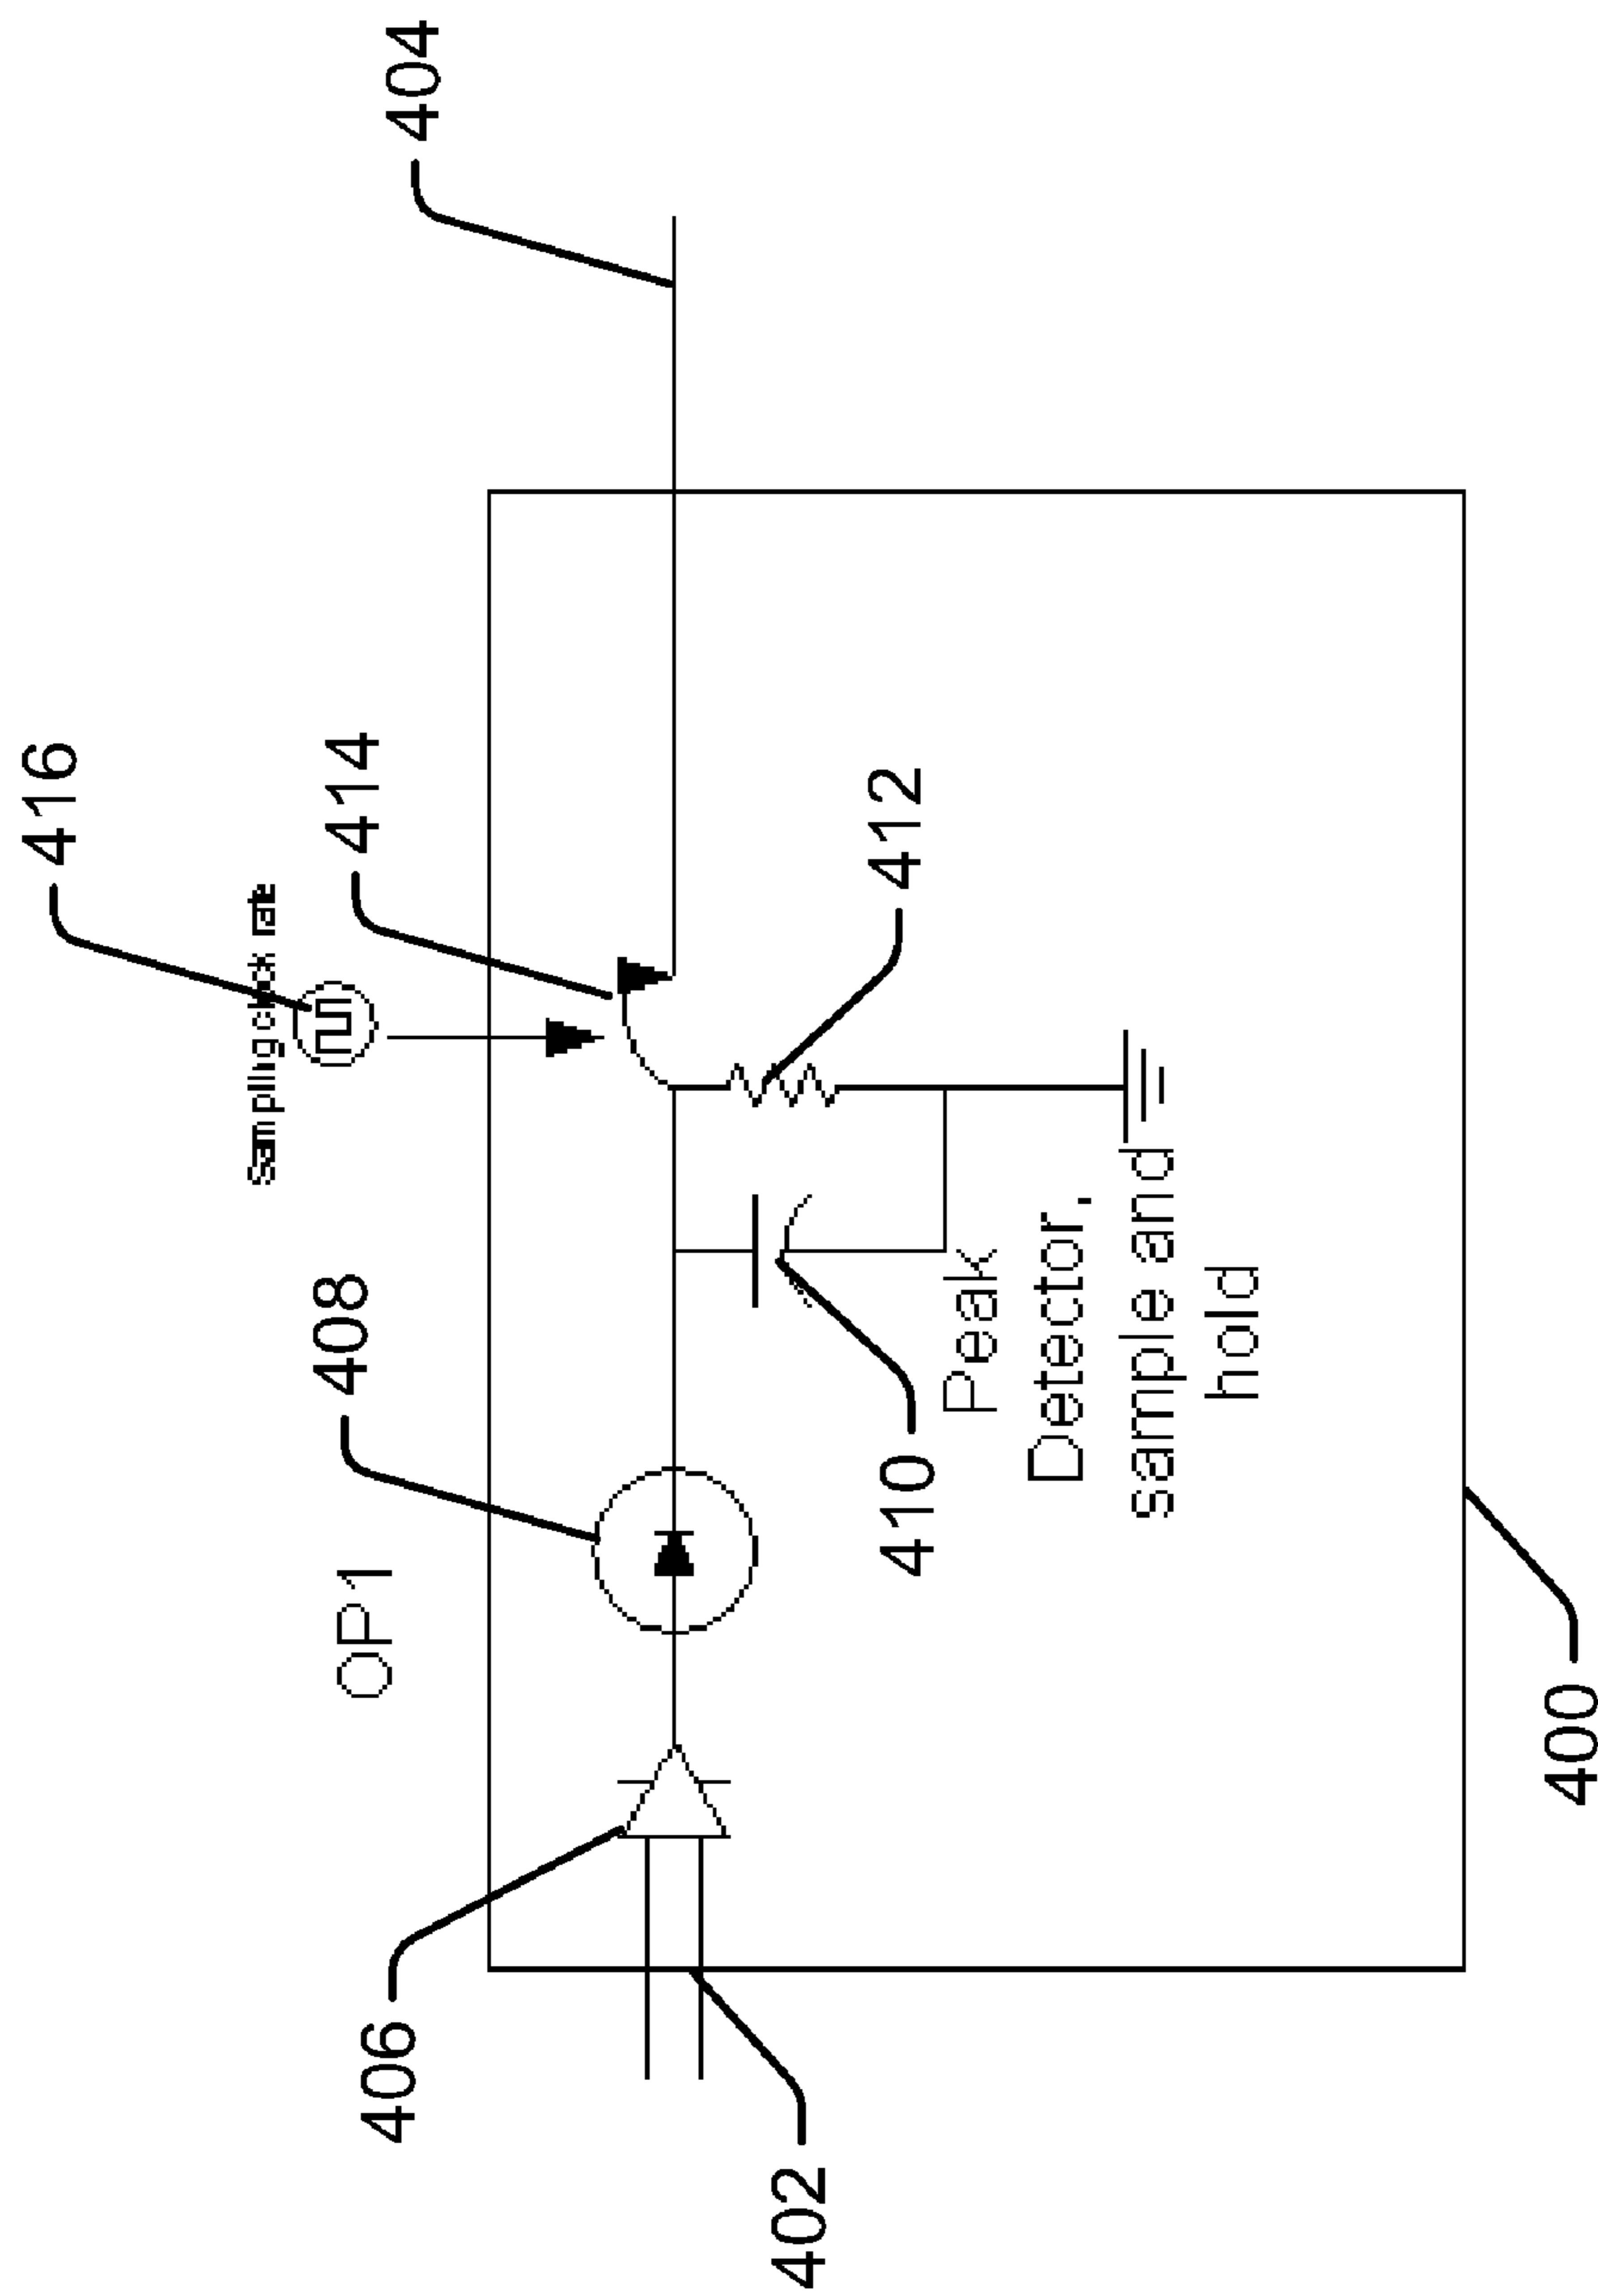 416
sampling clock rate
414
404
OP1
408
406
412
410
Peak
Detector,
sample and
hold
402
400